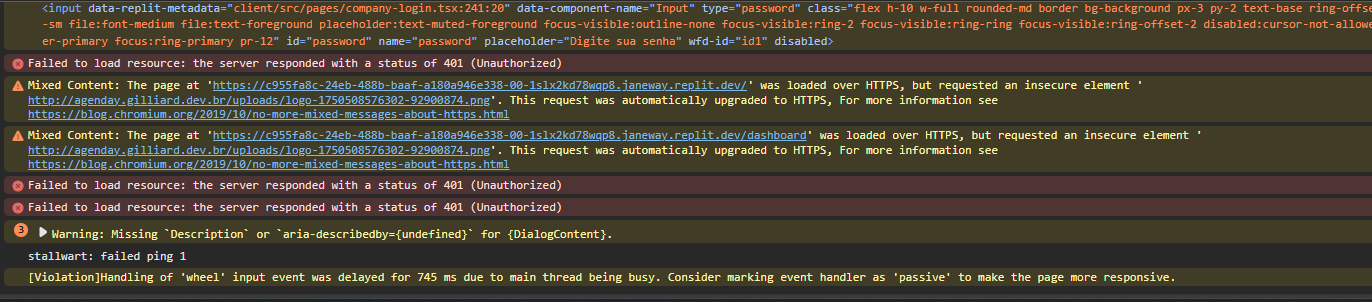 <input data-replit-metadata="client/src/pages/company-login.tsx:241:20" data-component-name="Input" type="password" class="flex h-10 w-full rounded-md border bg-background px-3 py-2 text-base ring-offse
-sm file:font-medium file:text-foreground placeholder:text-muted-foreground focus-visible:outline-none focus-visible:ring-2 focus-visible:ring-ring focus-visible:ring-offset-2 disabled:cursor-not-allowe
er-primary focus:ring-primary pr-12" id="password" name="password" placeholder="Digite sua senha" wfd-id="id1" disabled>
Failed to load resource: the server responded with a status of 401 (Unauthorized)
Mixed Content: The page at 'https://c955fa8c-24eb-488b-baaf-a180a946e338-00-1slx2kd78wqp8.janeway.replit.dev/' was loaded over HTTPS, but requested an insecure element '
http://agenday.gilliard.dev.br/uploads/logo-1750508576302-92900874.png'. This request was automatically upgraded to HTTPS, For more information see
https://blog.chromium.org/2019/10/no-more-mixed-messages-about-https.html
Mixed Content: The page at 'https://c955fa8c-24eb-488b-baaf-a180a946e338-00-1slx2kd78wqp8.janeway.replit.dev/dashboard' was loaded over HTTPS, but requested an insecure element '
http://agenday.gilliard.dev.br/uploads/logo-1750508576302-92900874.png'. This request was automatically upgraded to HTTPS, For more information see
https://blog.chromium.org/2019/10/no-more-mixed-messages-about-https.html
Failed to load resource: the server responded with a status of 401 (Unauthorized)
Failed to load resource: the server responded with a status of 401 (Unauthorized)
3 Warning: Missing `Description` or `aria-describedby={undefined}` for {DialogContent}.
stallwart: failed ping 1
[Violation]Handling of 'wheel' input event was delayed for 745 ms due to main thread being busy. Consider marking event handler as 'passive' to make the page more responsive.